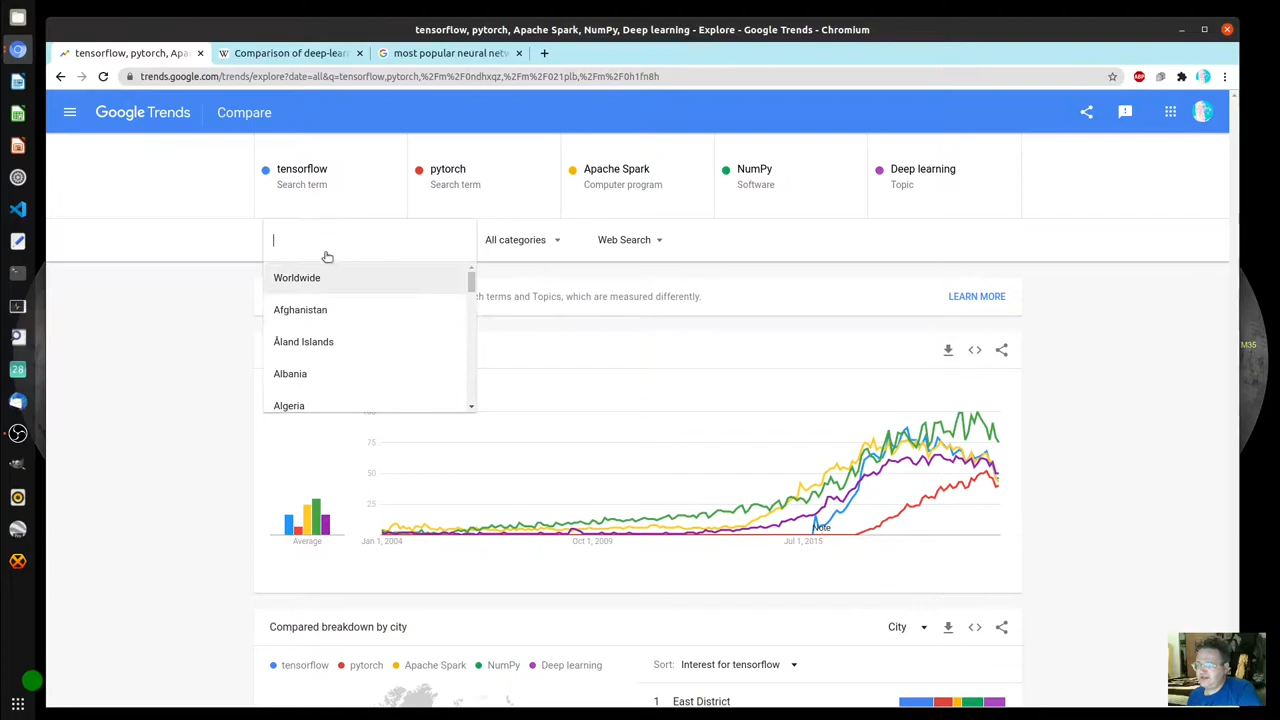 tensorflow, pytorch, Apache Spark, NumPy, Deep learning - Explore - Google Trends - Chromium
tensorflow, pytorch, Apa
Comparison of deep-lear
most popular neural netw
trends.google.com/trends/explore?date=all&q=tensorflow,pytorch,%2Fm%2F0ndhxqz,%2Fm%2F021plb,%2Fm%2F0h1fn8h
ABP
Google Trends
Compare
tensorflow
Search term
pytorch
Search term
Apache Spark
Computer program
NumPy
Software
Deep learning
Topic
All categories
Web Search
Worldwide
Afghanistan
Åland Islands
Albania
Algeria
ch terms and Topics, which are measured differently.
LEARN MORE
M35
28
75
50
25
Note
Average
Jan 1, 2004
Oct 1, 2009
Jul 1, 2015
Compared breakdown by city
City
tensorflow
pytorch
Apache Spark
NumPy
Deep learning
Sort: Interest for tensorflow
1 East District